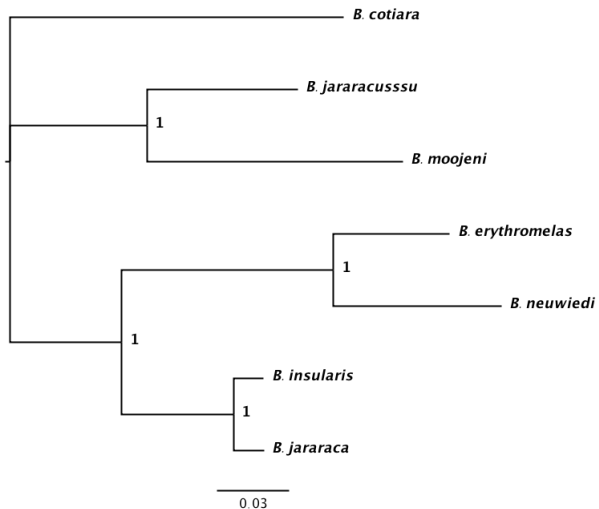 B. cotiara
B. jararacusssu
1
B. moojeni
B. erythromelas
1
B. neuwiedi
1
B. insularis
1
B. jararaca
0.03